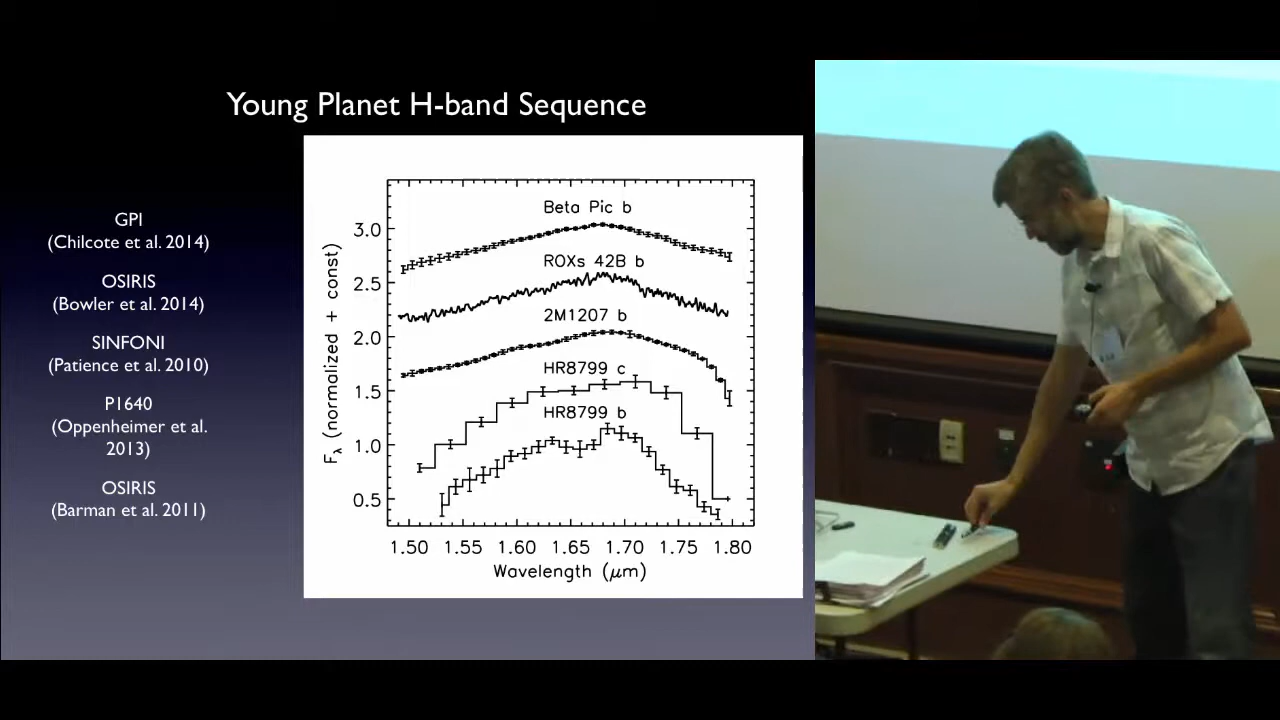 Young Planet H-band Sequence
GPI
(Chilcote et al. 2014)
OSIRIS
(Bowler et al. 2014)
SINFONI
(Patience et al. 2010)
P1640
(Oppenheimer et al.
2013)
OSIRIS
(Barman et al. 2011)
Fλ (normalized + const)
3.0
2.5
2.0
1.5
1.0
0.5
Beta Pic b
ROXs 42B b
2M1207 b
HR8799 c
HR8799 b
1.50 1.55 1.60 1.65 1.70 1.75 1.80
Wavelength (μm)